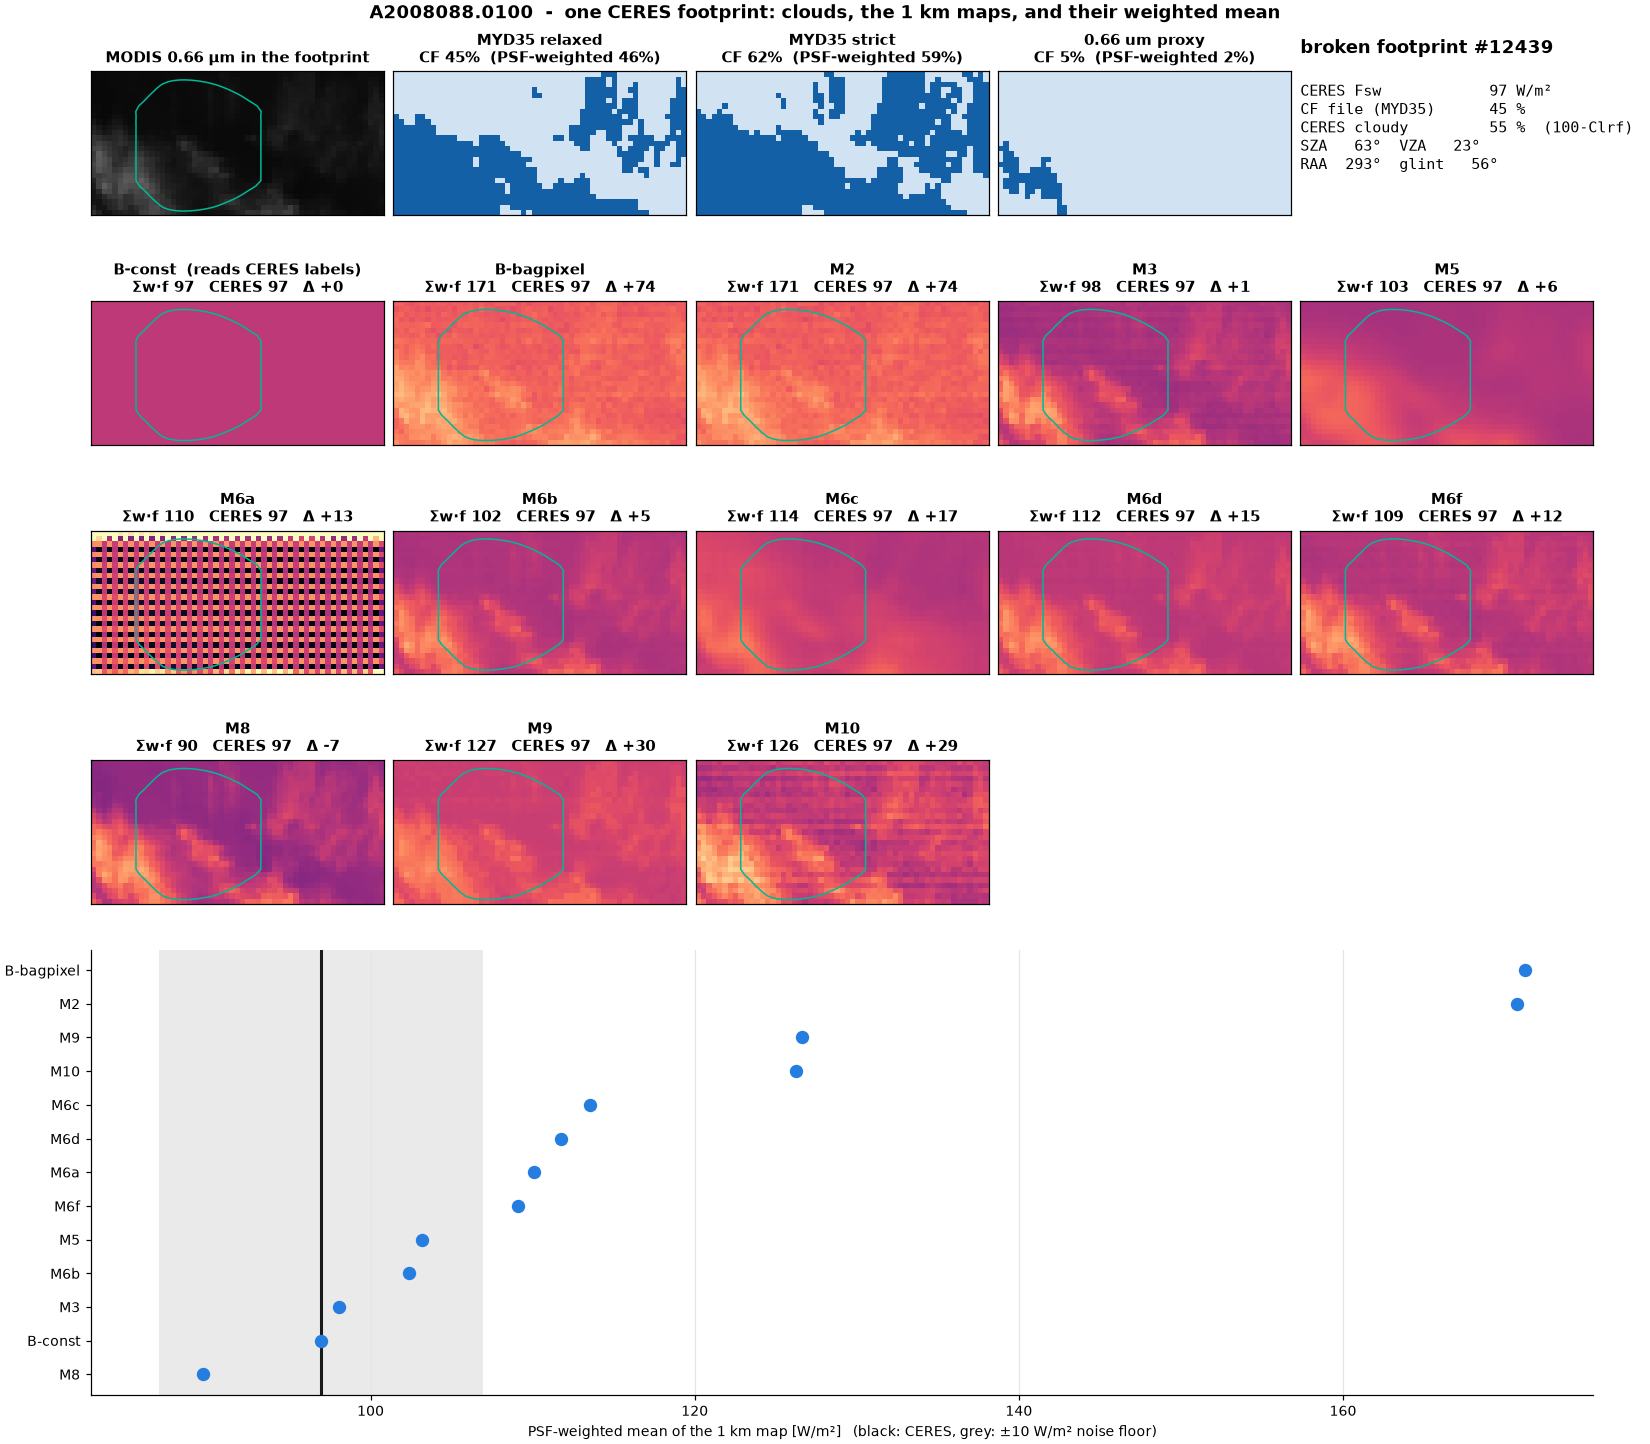 A2008088.0100  -  one CERES footprint: clouds, the 1 km maps, and their weighted mean
MODIS 0.66 µm in the footprint
MYD35 relaxed
CF 45%  (PSF-weighted 46%)
MYD35 strict
CF 62%  (PSF-weighted 59%)
0.66 um proxy
CF 5%  (PSF-weighted 2%)
broken footprint #12439
CERES Fsw            97 W/m²
CF file (MYD35)      45 %
CERES cloudy         55 %  (100-Clrf)
SZA   63°  VZA   23°
RAA  293°  glint   56°
B-const  (reads CERES labels)
Σw·f 97   CERES 97   Δ +0
B-bagpixel
Σw·f 171   CERES 97   Δ +74
M2
Σw·f 171   CERES 97   Δ +74
M3
Σw·f 98   CERES 97   Δ +1
M5
Σw·f 103   CERES 97   Δ +6
M6a
Σw·f 110   CERES 97   Δ +13
M6b
Σw·f 102   CERES 97   Δ +5
M6c
Σw·f 114   CERES 97   Δ +17
M6d
Σw·f 112   CERES 97   Δ +15
M6f
Σw·f 109   CERES 97   Δ +12
M8
Σw·f 90   CERES 97   Δ -7
M9
Σw·f 127   CERES 97   Δ +30
M10
Σw·f 126   CERES 97   Δ +29
B-bagpixel
M2
M9
M10
M6c
M6d
M6a
M6f
M5
M6b
M3
B-const
M8
100
120
140
160
PSF-weighted mean of the 1 km map [W/m²]   (black: CERES, grey: ±10 W/m² noise floor)